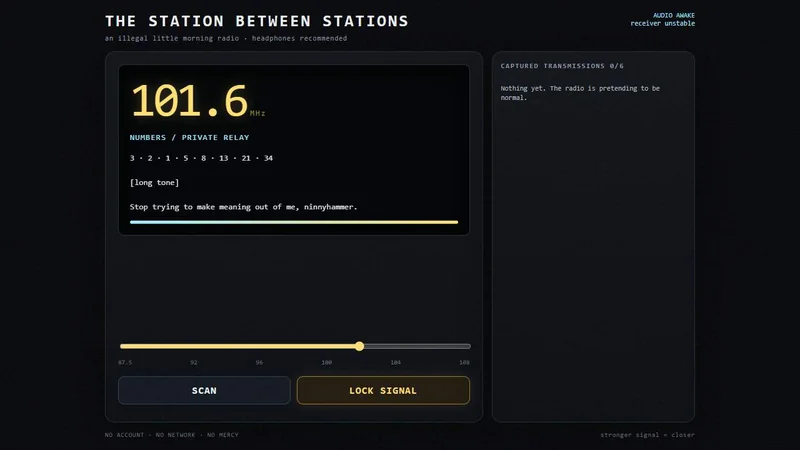 THE STATION BETWEEN STATIONS
an illegal little morning radio · headphones recommended
AUDIO AWAKE
receiver unstable
101.6 MHz
NUMBERS / PRIVATE RELAY
3 · 2 · 1 · 5 · 8 · 13 · 21 · 34
[long tone]
Stop trying to make meaning out of me, ninnyhammer.
87.5 92 96 100 104 108
SCAN
LOCK SIGNAL
CAPTURED TRANSMISSIONS 0/6
Nothing yet. The radio is pretending to be
normal.
NO ACCOUNT · NO NETWORK · NO MERCY
stronger signal = closer